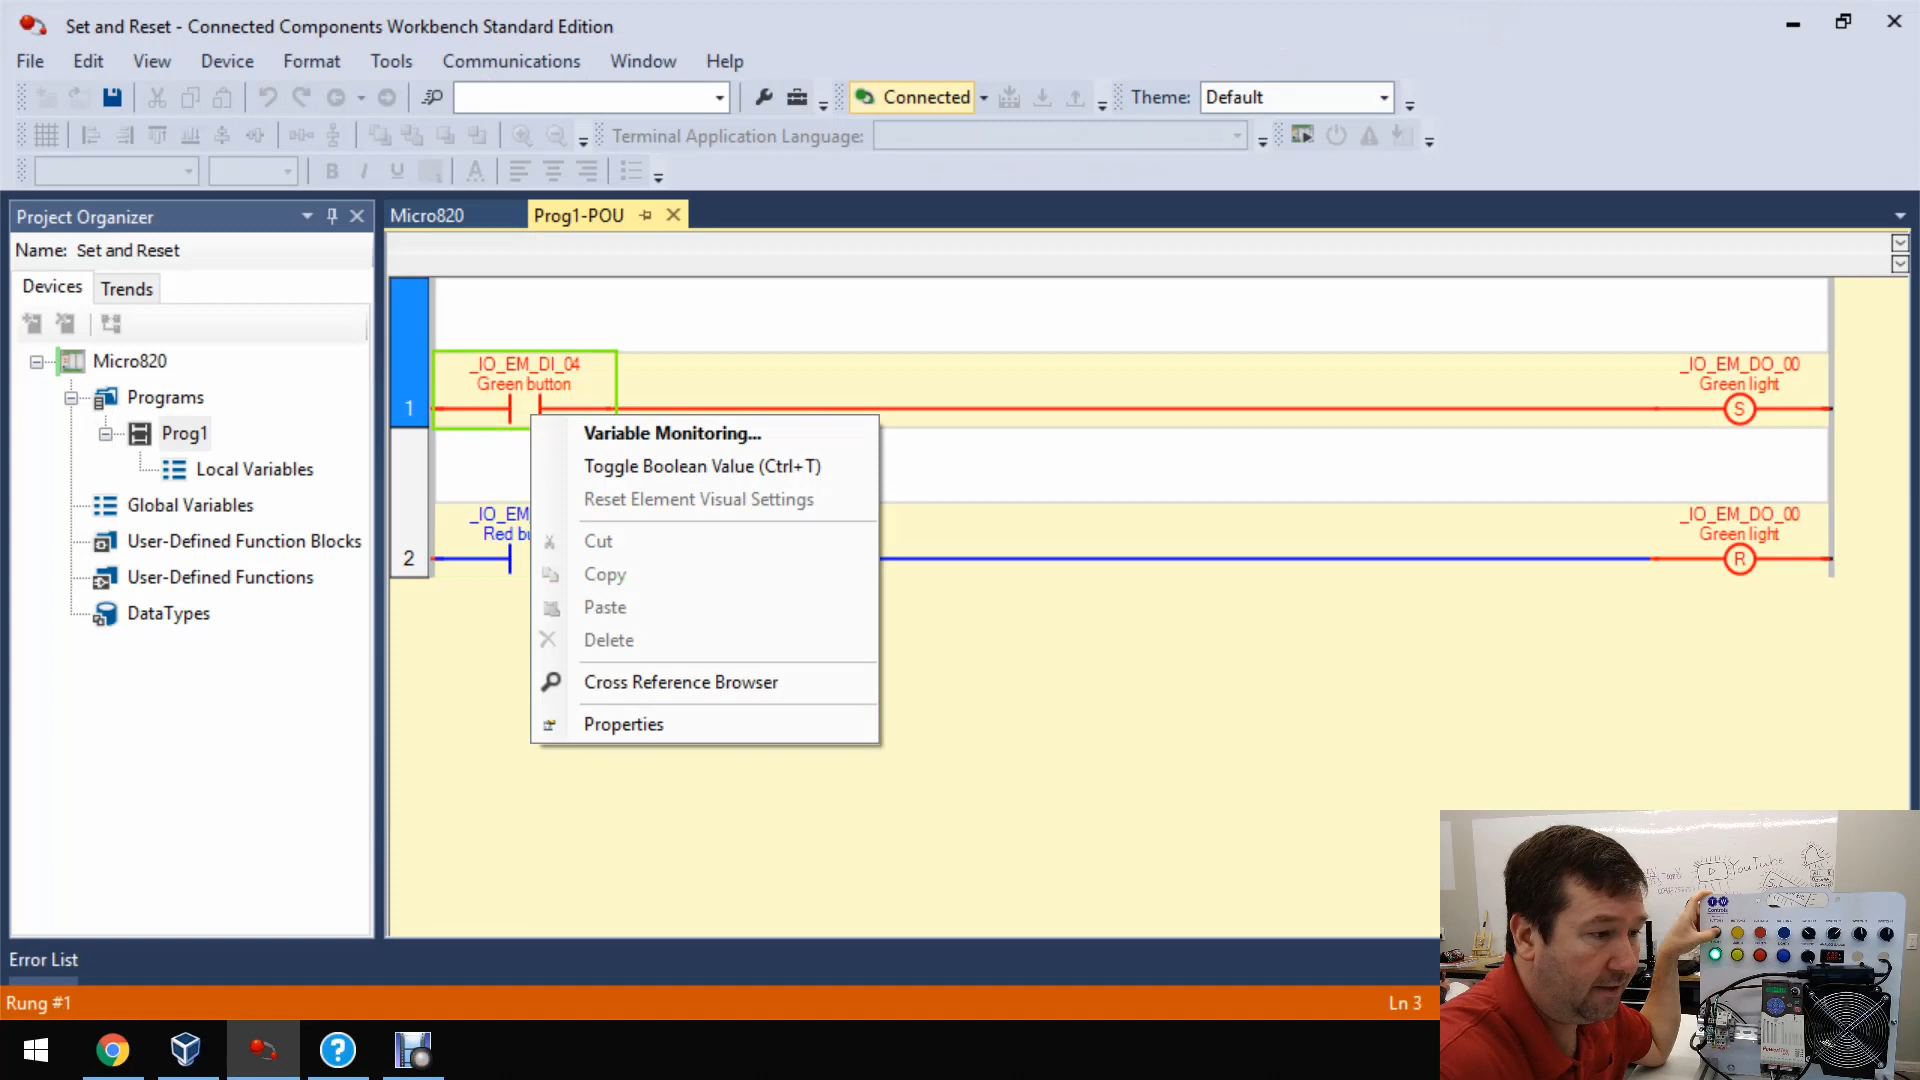 Set and Reset - Connected Components Workbench Standard Edition
File Edit View Device Format Tools Communications Window Help
Connected Theme: Default
Terminal Application Language:
B I U A
Project Organizer
Name: Set and Reset
Devices Trends
Micro820
Programs
Prog1
Local Variables
Global Variables
User-Defined Function Blocks
User-Defined Functions
DataTypes
Micro820 Prog1-POU
_IO_EM_DI_04
Green button
_IO_EM_DO_00
Green light
1
S
Variable Monitoring...
Toggle Boolean Value (Ctrl+T)
Reset Element Visual Settings
Cut
Copy
Paste
Delete
Cross Reference Browser
Properties
_IO_EM_
Red bu
_IO_EM_DO_00
Green light
2
R
Error List
Rung #1
Ln 3
YouTube
TW
Controls